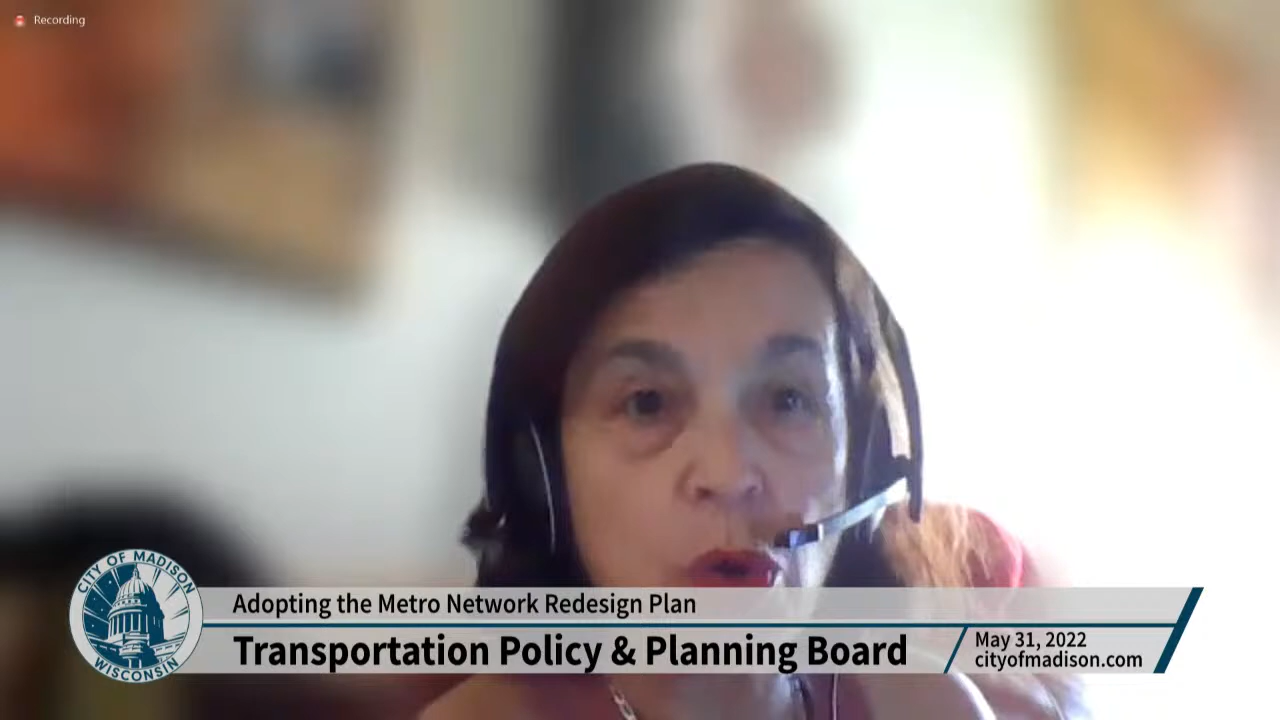 Recording
Adopting the Metro Network Redesign Plan
Transportation Policy & Planning Board
May 31, 2022
cityofmadison.com
CITY OF MADISON
WISCONSIN